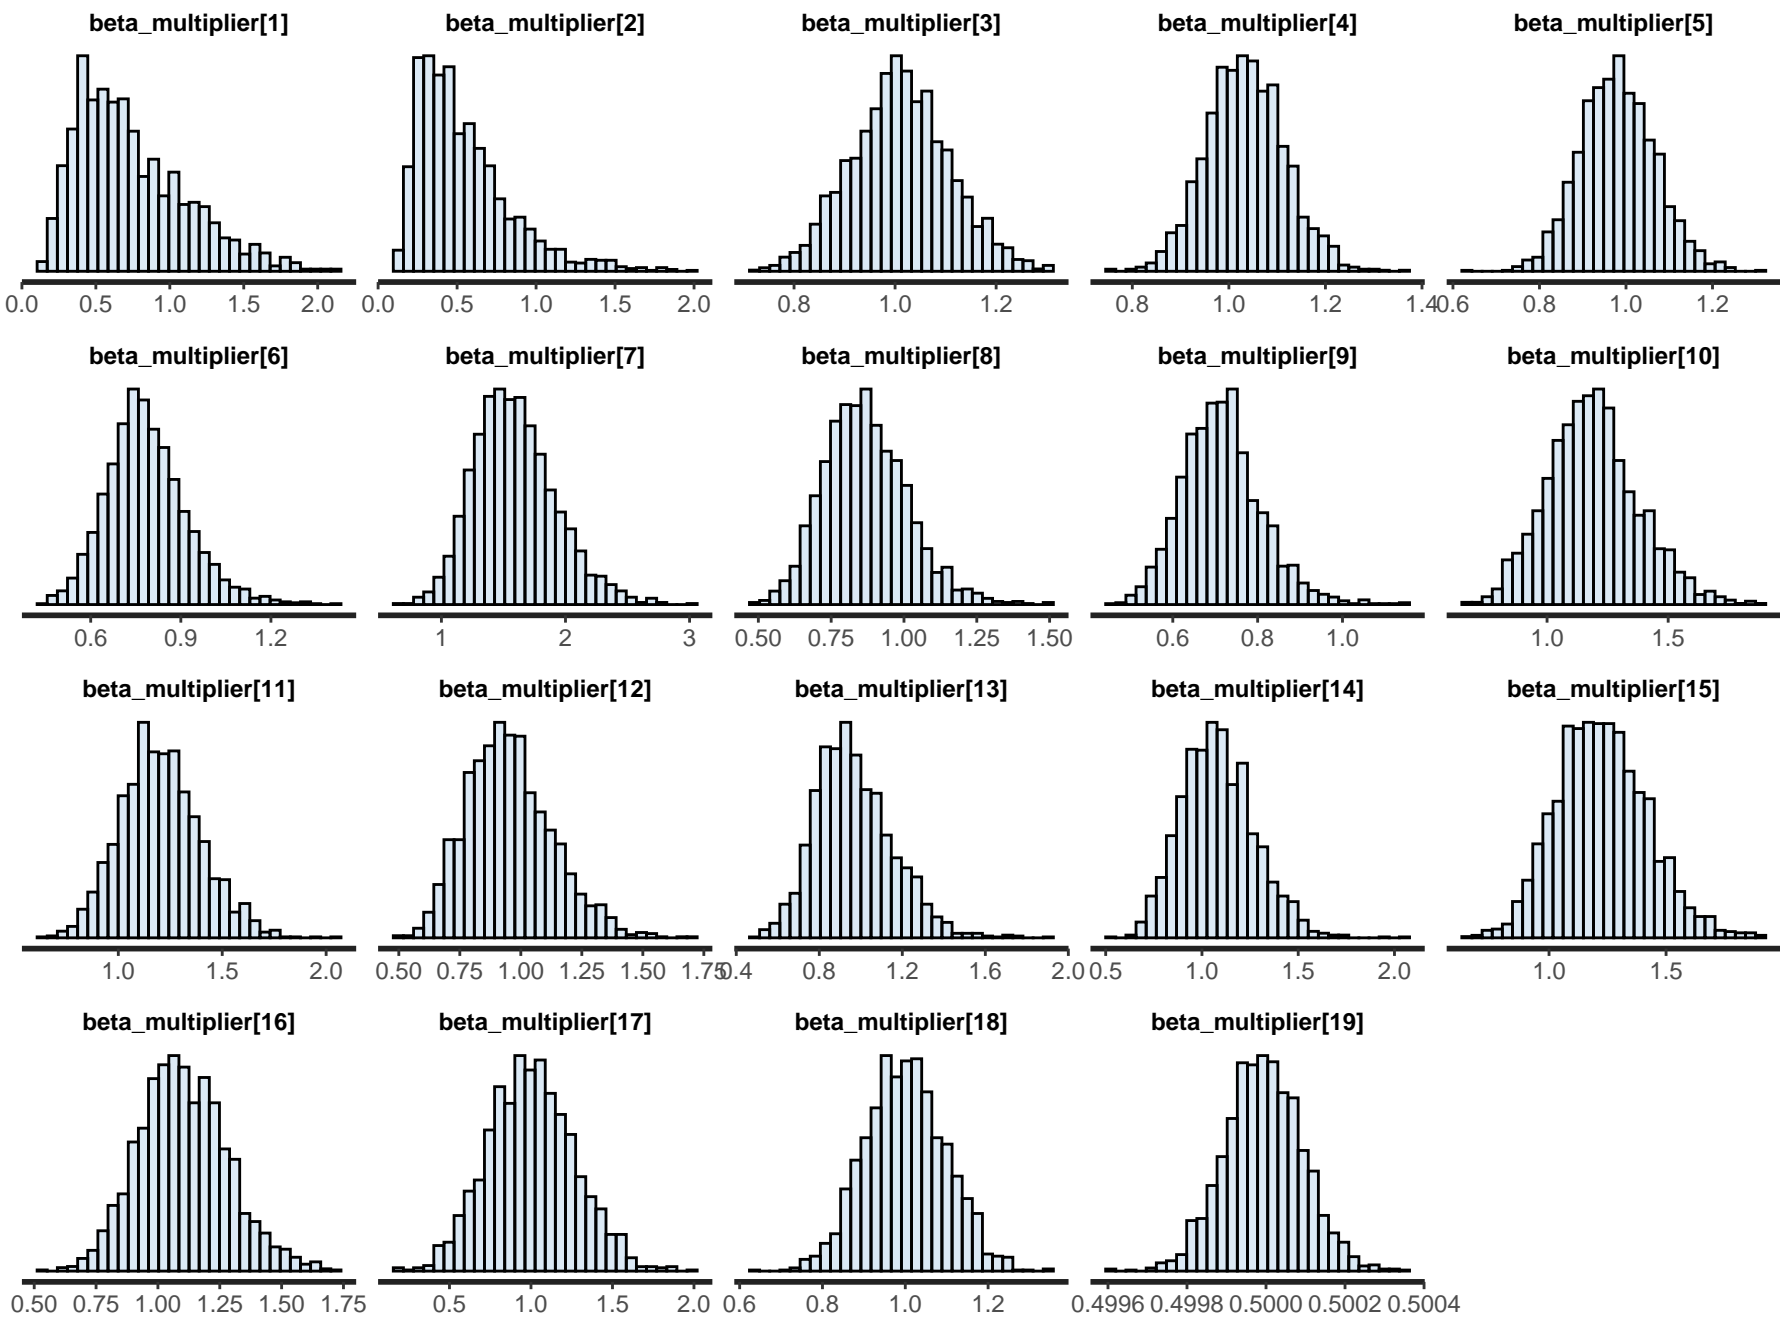 beta_multiplier[1] beta_multiplier[2] beta_multiplier[3] beta_multiplier[4] beta_multiplier[5]
0.0 0.5 1.0 1.5 2.0 0.0 0.5 1.0 1.5 2.0 0.8 1.0 1.2 0.8 1.0 1.2 1.4 0.6 0.8 1.0 1.2
beta_multiplier[6] beta_multiplier[7] beta_multiplier[8] beta_multiplier[9] beta_multiplier[10]
0.6 0.9 1.2 1 2 3 0.50 0.75 1.00 1.25 1.50 0.6 0.8 1.0 1.0 1.5
beta_multiplier[11] beta_multiplier[12] beta_multiplier[13] beta_multiplier[14] beta_multiplier[15]
1.0 1.5 2.0 0.50 0.75 1.00 1.25 1.50 1.75 0.4 0.8 1.2 1.6 2.0 0.5 1.0 1.5 2.0 1.0 1.5
beta_multiplier[16] beta_multiplier[17] beta_multiplier[18] beta_multiplier[19]
0.50 0.75 1.00 1.25 1.50 1.75 0.5 1.0 1.5 2.0 0.6 0.8 1.0 1.2 0.4996 0.4998 0.5000 0.5002 0.5004